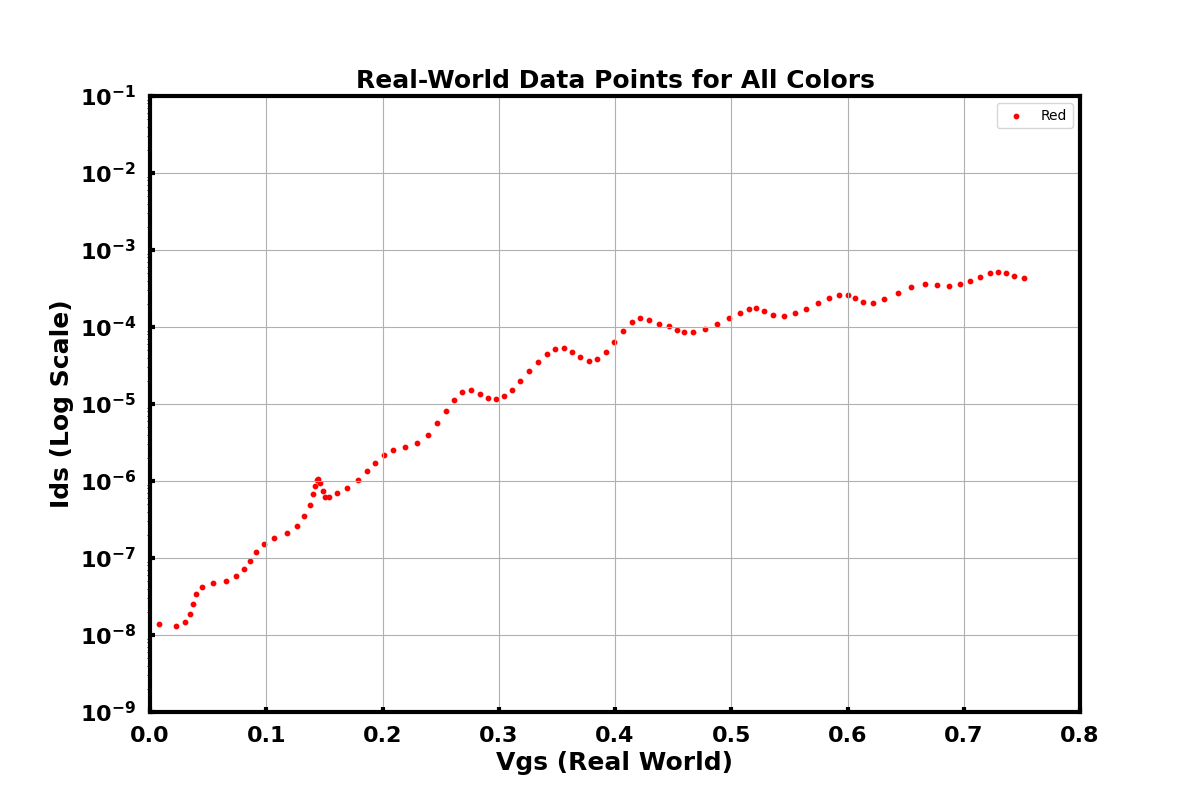 Real-World Data Points for All Colors
Red
10⁻¹
10⁻²
10⁻³
10⁻⁴
10⁻⁵
10⁻⁶
10⁻⁷
10⁻⁸
10⁻⁹
Ids (Log Scale)
0.0 0.1 0.2 0.3 0.4 0.5 0.6 0.7 0.8
Vgs (Real World)